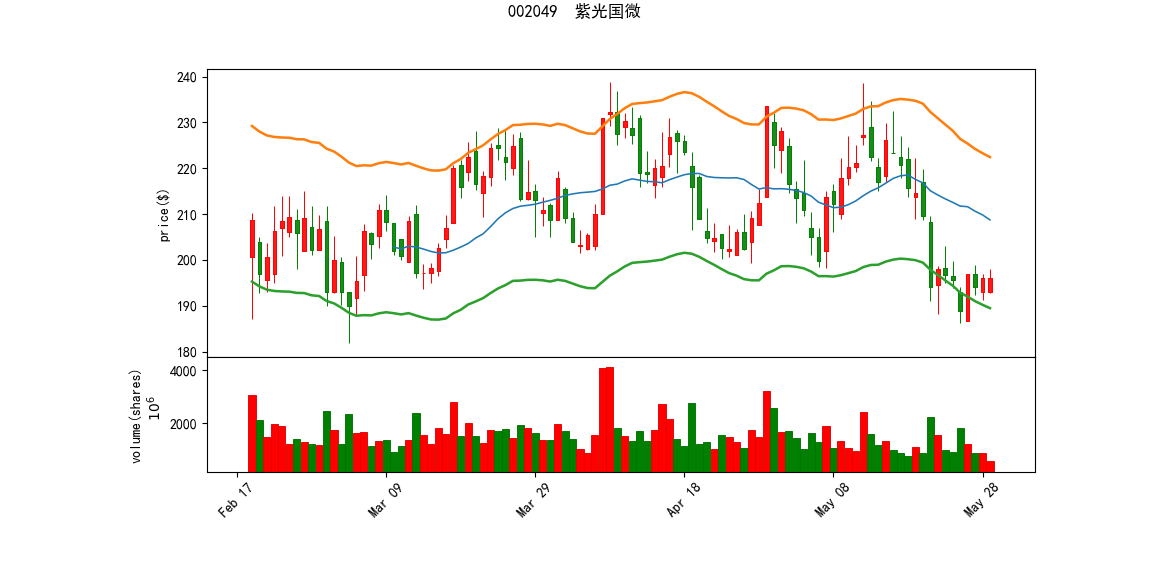 002049 紫光国微
240
230
220
210
200
190
180
price($)
4000
2000
volume(shares)
10^6
Feb 17
Mar 09
Mar 29
Apr 18
May 08
May 28